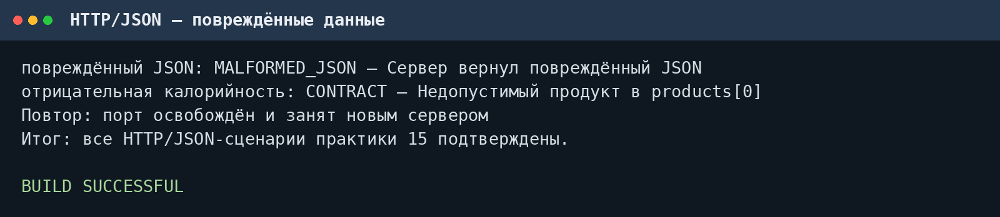 HTTP/JSON — повреждённые данные
повреждённый JSON: MALFORMED_JSON — Сервер вернул повреждённый JSON
отрицательная калорийность: CONTRACT — Недопустимый продукт в products[0]
Повтор: порт освобождён и занят новым сервером
Итог: все HTTP/JSON-сценарии практики 15 подтверждены.
BUILD SUCCESSFUL